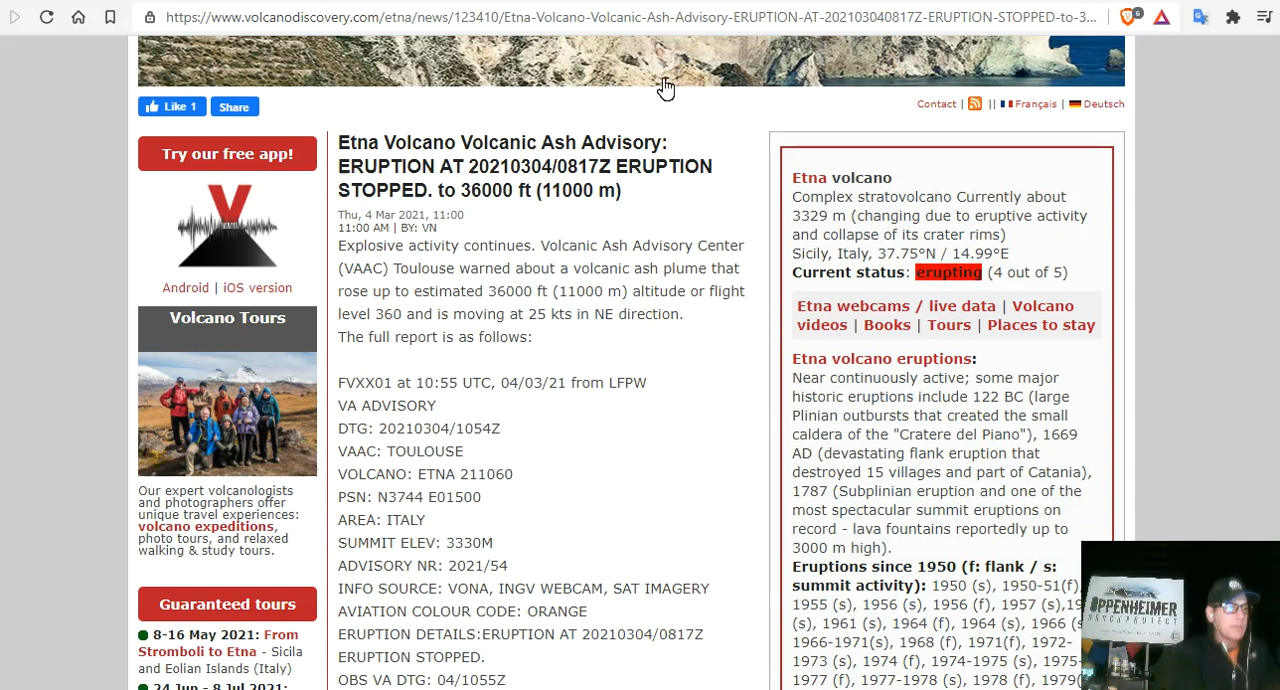 https://www.volcanodiscovery.com/etna/news/123410/Etna-Volcano-Volcanic-Ash-Advisory-ERUPTION-AT-202103040817Z-ERUPTION-STOPPED-to-3...
6
Contact | || Français | Deutsch
Like 1
Share
Try our free app!
Android | iOS version
Volcano Tours
Our expert volcanologists
and photographers offer
unique travel experiences:
volcano expeditions,
photo tours, and relaxed
walking & study tours.
Guaranteed tours
8-16 May 2021: From
Stromboli to Etna - Sicila
and Eolian Islands (Italy)
24 Jun - 8 Jul 2021:
Etna Volcano Volcanic Ash Advisory:
ERUPTION AT 20210304/0817Z ERUPTION
STOPPED. to 36000 ft (11000 m)
Thu, 4 Mar 2021, 11:00
11:00 AM | BY: VN
Explosive activity continues. Volcanic Ash Advisory Center
(VAAC) Toulouse warned about a volcanic ash plume that
rose up to estimated 36000 ft (11000 m) altitude or flight
level 360 and is moving at 25 kts in NE direction.
The full report is as follows:
FVXX01 at 10:55 UTC, 04/03/21 from LFPW
VA ADVISORY
DTG: 20210304/1054Z
VAAC: TOULOUSE
VOLCANO: ETNA 211060
PSN: N3744 E01500
AREA: ITALY
SUMMIT ELEV: 3330M
ADVISORY NR: 2021/54
INFO SOURCE: VONA, INGV WEBCAM, SAT IMAGERY
AVIATION COLOUR CODE: ORANGE
ERUPTION DETAILS:ERUPTION AT 20210304/0817Z
ERUPTION STOPPED.
OBS VA DTG: 04/1055Z
Etna volcano
Complex stratovolcano Currently about
3329 m (changing due to eruptive activity
and collapse of its crater rims)
Sicily, Italy, 37.75°N / 14.99°E
Current status: erupting (4 out of 5)
Etna webcams / live data | Volcano
videos | Books | Tours | Places to stay
Etna volcano eruptions:
Near continuously active; some major
historic eruptions include 122 BC (large
Plinian outbursts that created the small
caldera of the "Cratere del Piano"), 1669
AD (devastating flank eruption that
destroyed 15 villages and part of Catania),
1787 (Subplinian eruption and one of the
most spectacular summit eruptions on
record - lava fountains reportedly up to
3000 m high).
Eruptions since 1950 (f: flank / s:
summit activity): 1950 (s), 1950-51(f)
1955 (s), 1956 (s), 1956 (f), 1957 (s),19
(s), 1961 (s), 1964 (f), 1964 (s), 1966 (s
1966-1971(s), 1968 (f), 1971(f), 1972-
1973 (s), 1974 (f), 1974-1975 (s), 1975-
1977 (f), 1977-1978 (s), 1978 (f), 1979(
OPPENHEIMER
RANCH PROJECT